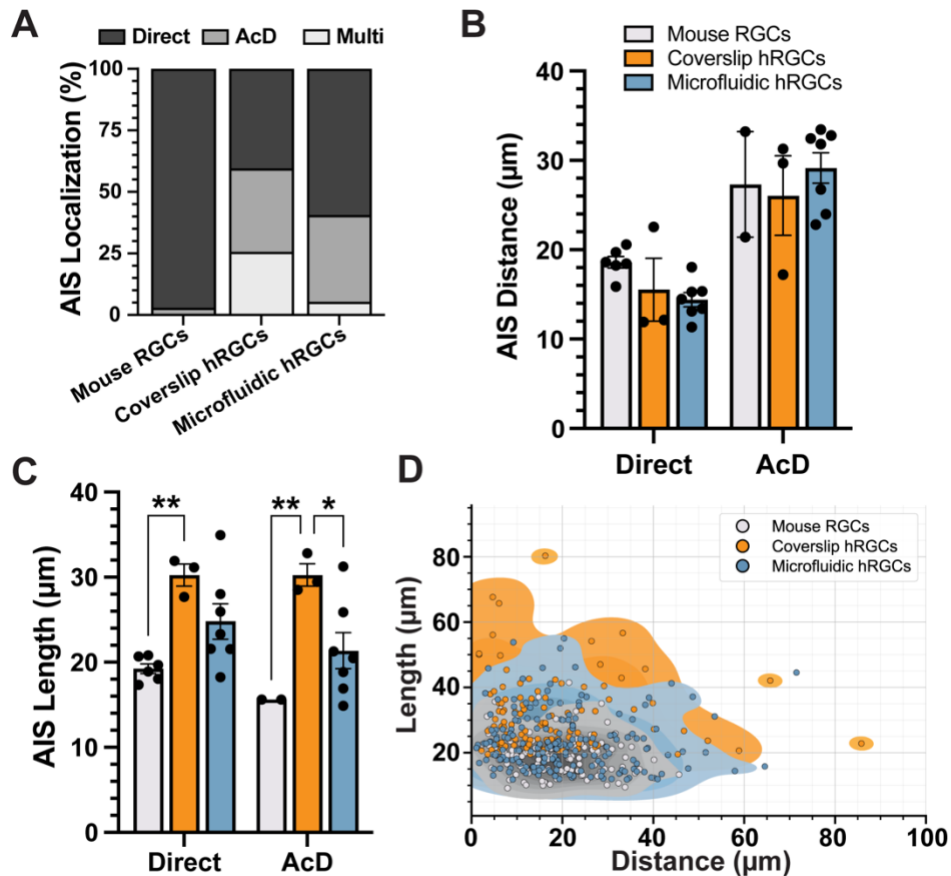 A
Direct AcD Multi
AIS Localization (%)
100
75
50
25
0
Mouse RGCs
Coverslip hRGCs
Microfluidic hRGCs
B
Mouse RGCs
Coverslip hRGCs
Microfluidic hRGCs
AIS Distance (µm)
40
30
20
10
0
Direct AcD
C
AIS Length (µm)
40
30
20
10
0
** ** *
Direct AcD
D
Mouse RGCs
Coverslip hRGCs
Microfluidic hRGCs
Length (µm)
80
60
40
20
0 20 40 60 80 100
Distance (µm)